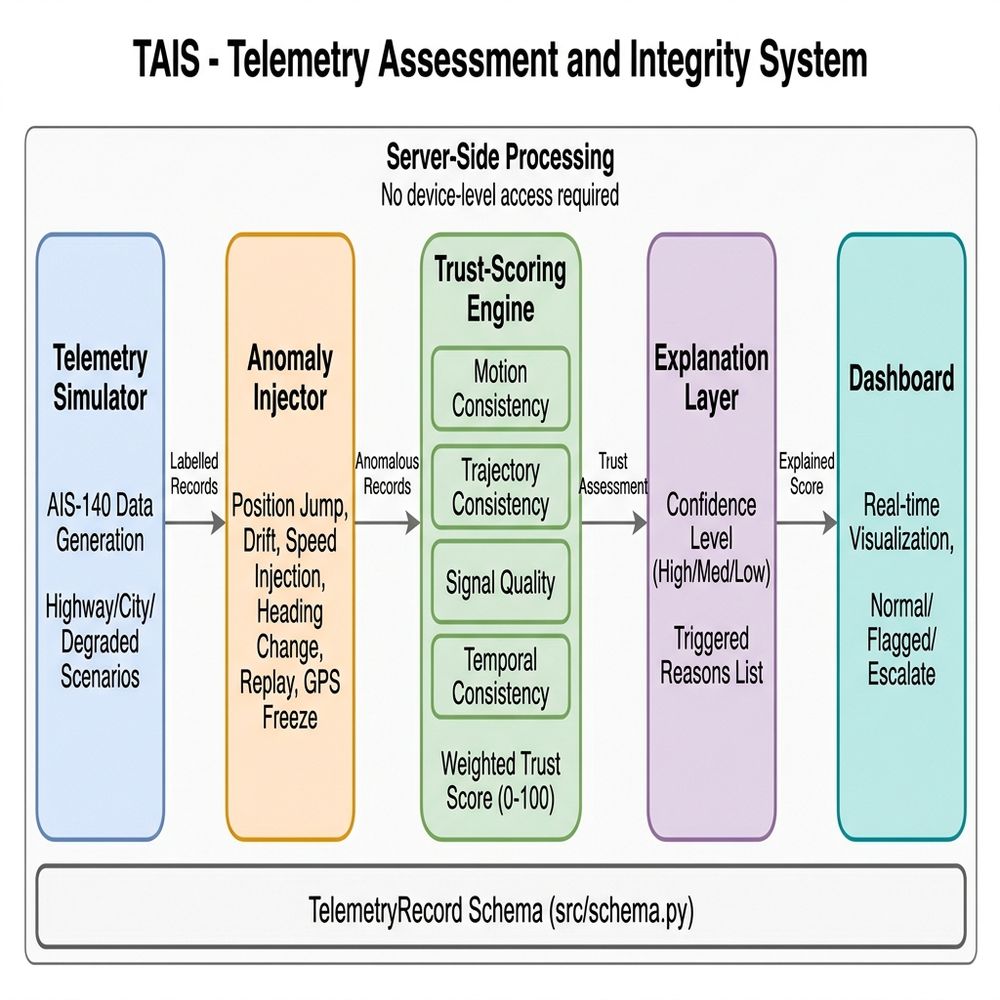 TAIS - Telemetry Assessment and Integrity System
Server-Side Processing
No device-level access required
Telemetry
Simulator
AIS-140 Data
Generation
Highway/City/
Degraded
Scenarios
Labelled
Records
Anomaly
Injector
Position Jump,
Drift, Speed
Injection,
Heading
Change,
Replay, GPS
Freeze
Anomalous
Records
Trust-Scoring
Engine
Motion
Consistency
Trajectory
Consistency
Signal Quality
Temporal
Consistency
Weighted Trust
Score (0-100)
Trust
Assessment
Explanation
Layer
Confidence
Level
(High/Med/Low)
Triggered
Reasons List
Explained
Score
Dashboard
Real-time
Visualization,
Normal/
Flagged/
Escalate
TelemetryRecord Schema (src/schema.py)